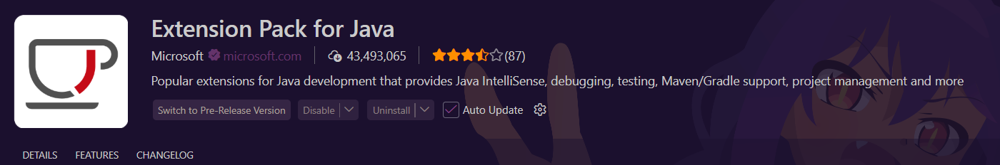 Extension Pack for Java
Microsoft microsoft.com 43,493,065 (87)
Popular extensions for Java development that provides Java IntelliSense, debugging, testing, Maven/Gradle support, project management and more
Switch to Pre-Release Version Disable Uninstall Auto Update
DETAILS FEATURES CHANGELOG